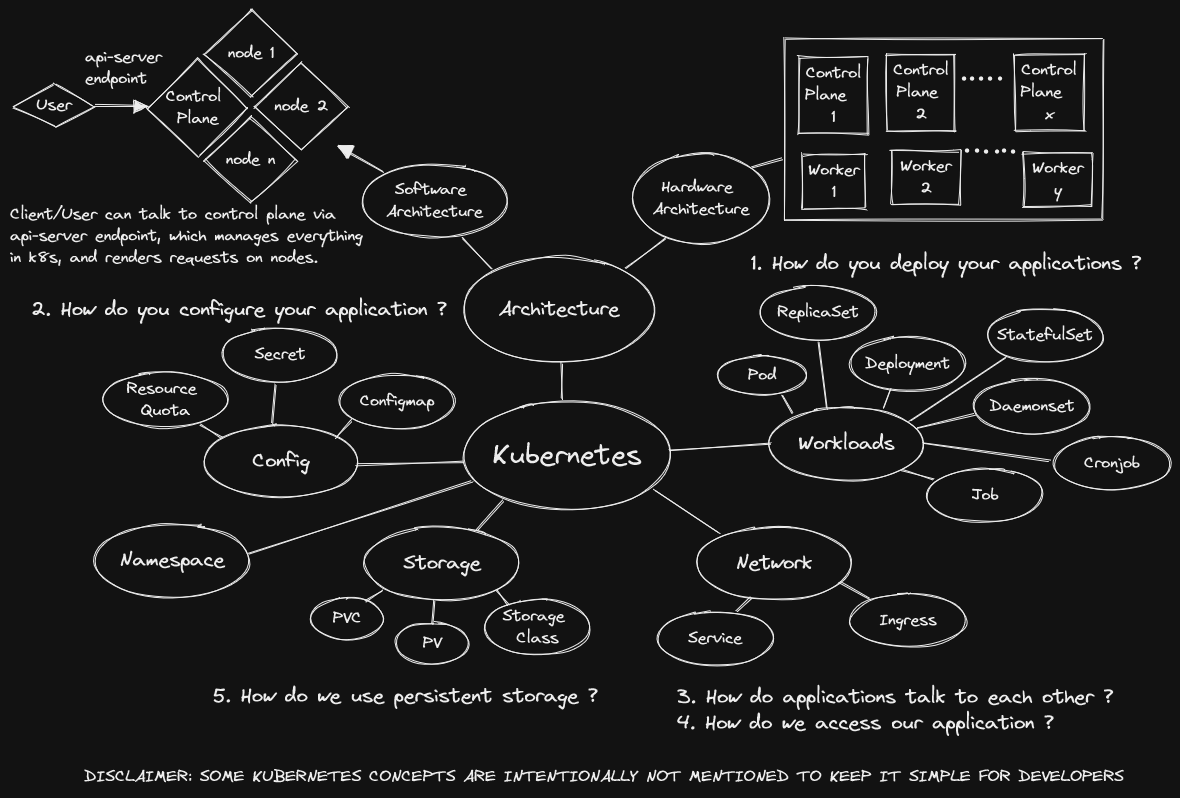 api-server
endpoint
User
Control
Plane
node 1
node 2
node n
Client/User can talk to control plane via
api-server endpoint, which manages everything
in k8s, and renders requests on nodes.
Software
Architecture
Hardware
Architecture
Control
Plane
1
Control
Plane
2
Control
Plane
x
Worker
1
Worker
2
Worker
y
Architecture
1. How do you deploy your applications ?
2. How do you configure your application ?
Secret
Resource
Quota
Configmap
Config
Kubernetes
ReplicaSet
StatefulSet
Pod
Deployment
Daemonset
Workloads
Cronjob
Job
Namespace
Storage
PVC
PV
Storage
Class
Network
Service
Ingress
5. How do we use persistent storage ?
3. How do applications talk to each other ?
4. How do we access our application ?
DISCLAIMER: SOME KUBERNETES CONCEPTS ARE INTENTIONALLY NOT MENTIONED TO KEEP IT SIMPLE FOR DEVELOPERS